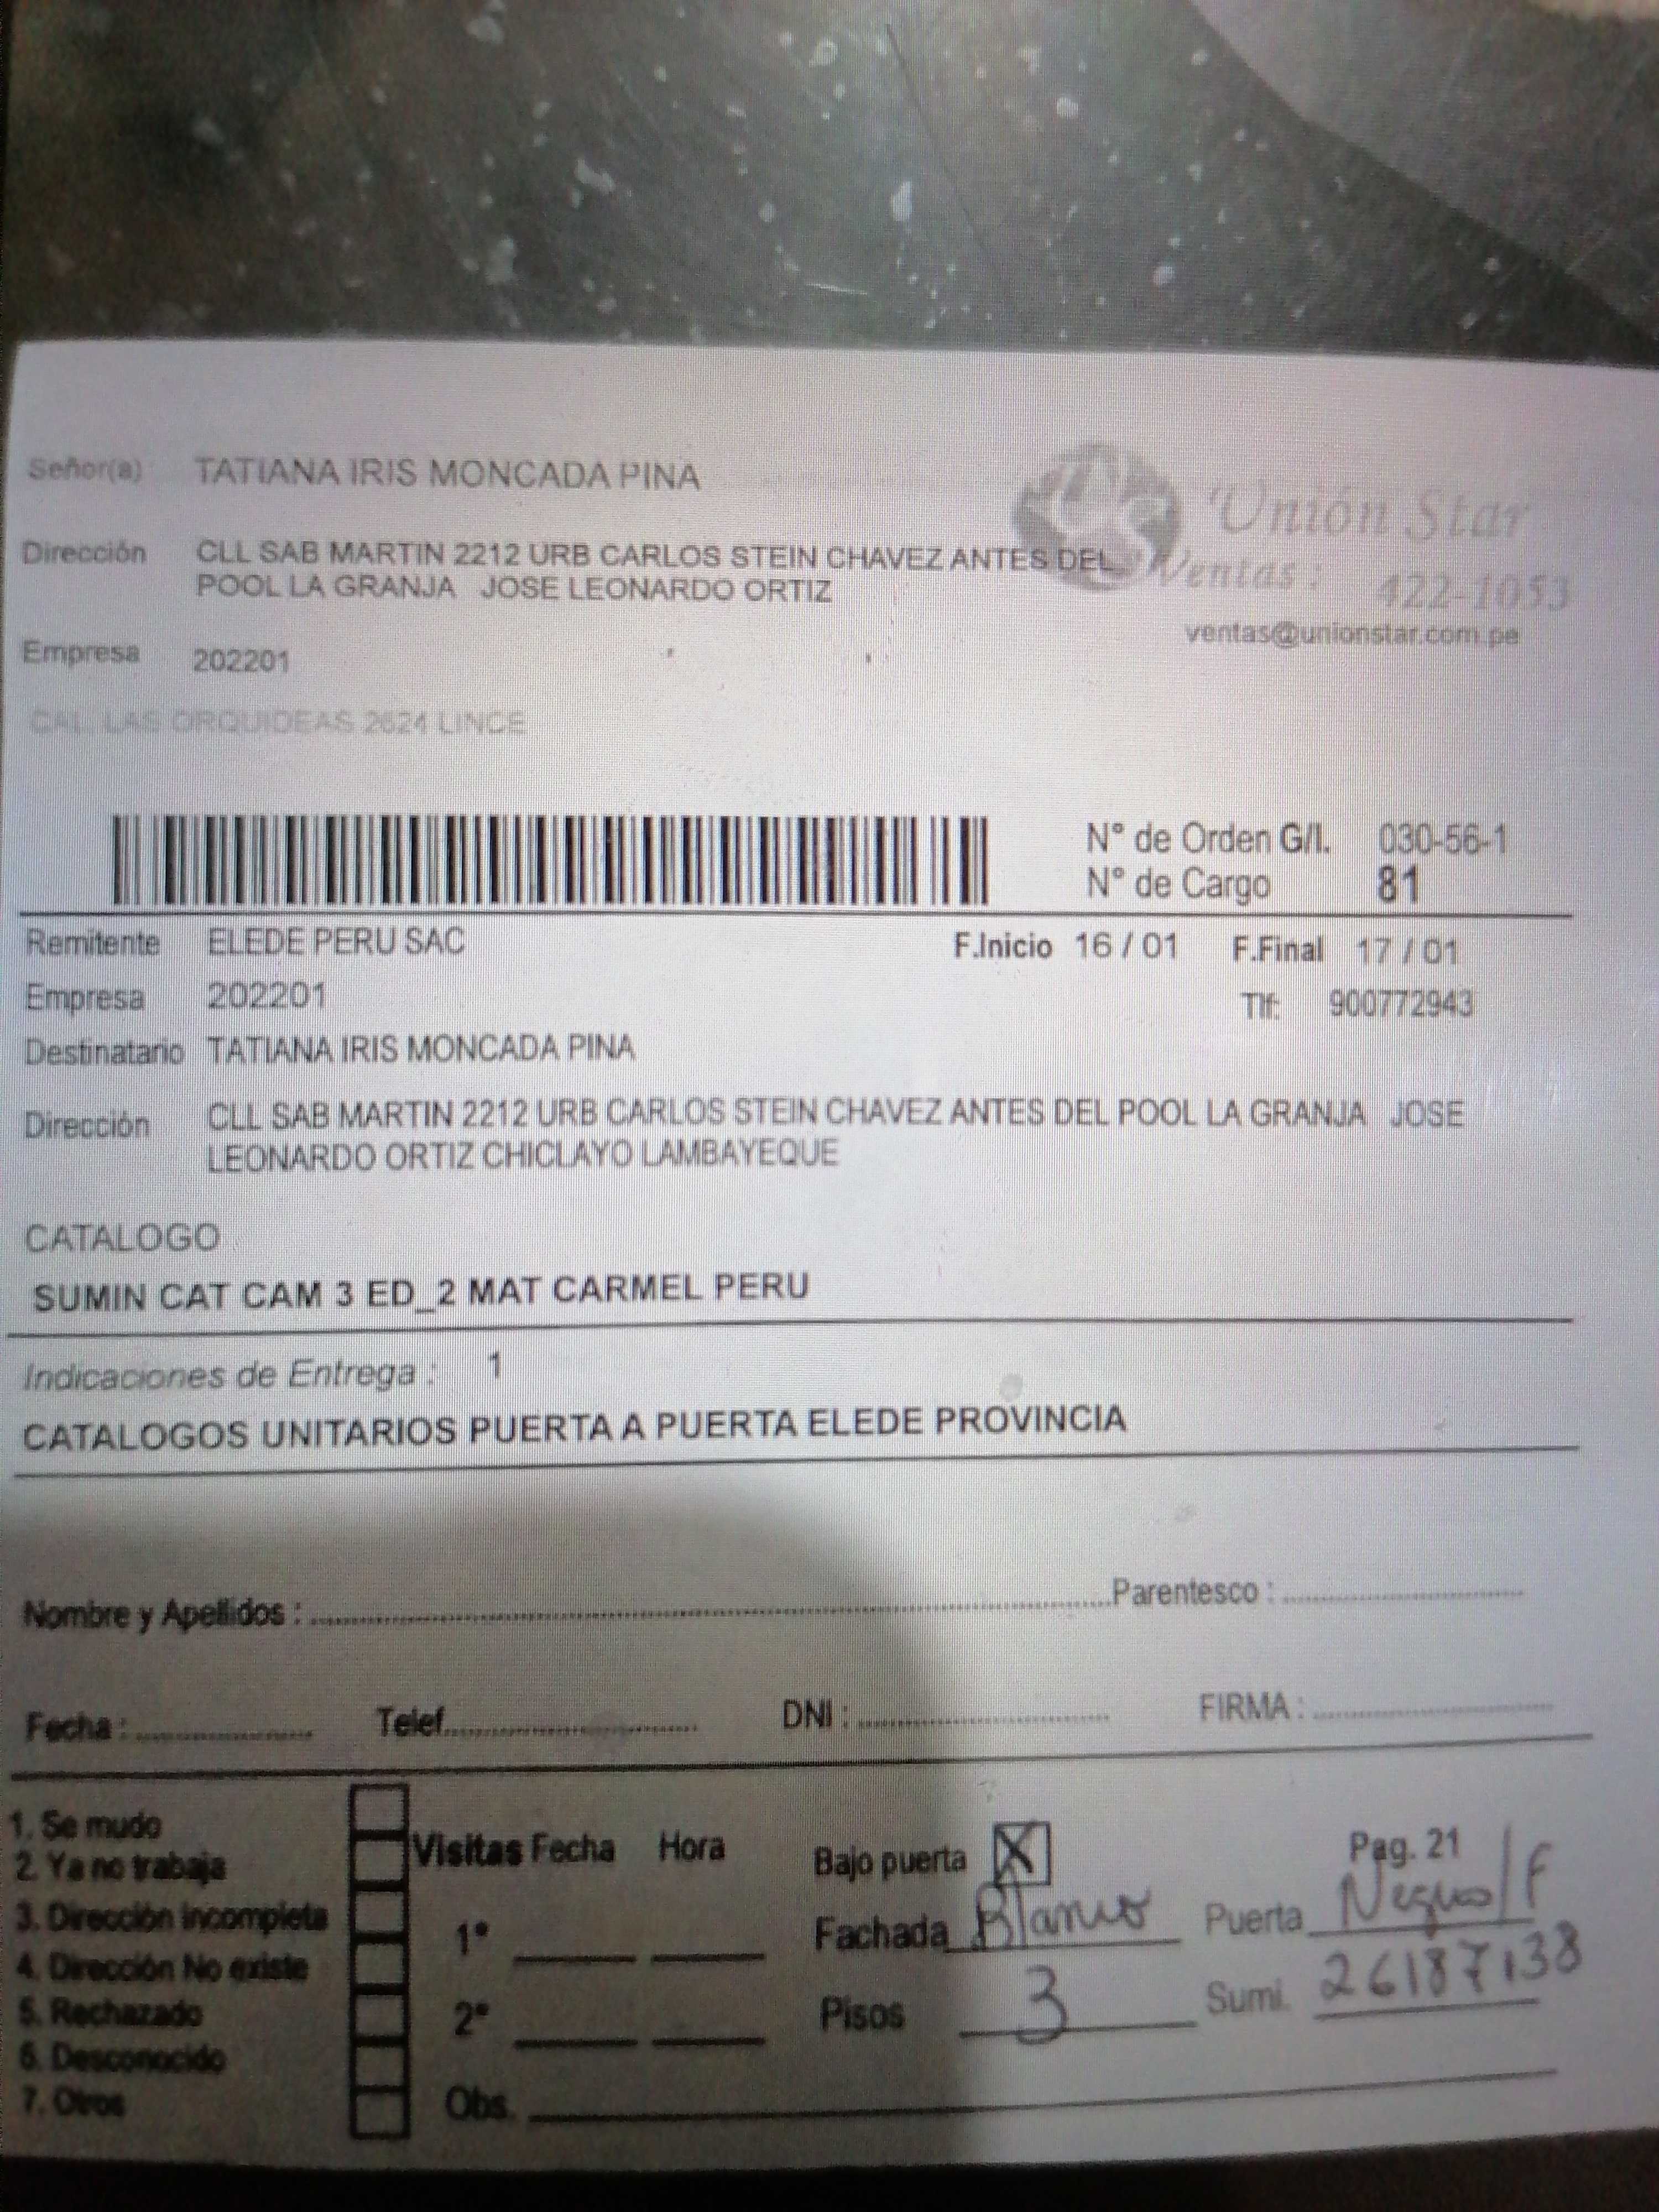 Señor(a) TATIANA IRIS MONCADA PINA
'Unión Star
Dirección CLL SAB MARTIN 2212 URB CARLOS STEIN CHAVEZ ANTES DEL
POOL LA GRANJA JOSE LEONARDO ORTIZ
Ventas: 422-1053
ventas@unionstar.com.pe
Empresa 202201
CAL. LAS ORQUIDEAS 2624 LINCE
N° de Orden G/I. 030-56-1
N° de Cargo 81
Remitente ELEDE PERU SAC F.Inicio 16 / 01 F.Final 17 / 01
Empresa 202201 Tlf: 900772943
Destinatario TATIANA IRIS MONCADA PINA
Dirección CLL SAB MARTIN 2212 URB CARLOS STEIN CHAVEZ ANTES DEL POOL LA GRANJA JOSE
LEONARDO ORTIZ CHICLAYO LAMBAYEQUE
CATALOGO
SUMIN CAT CAM 3 ED_2 MAT CARMEL PERU
Indicaciones de Entrega : 1
CATALOGOS UNITARIOS PUERTA A PUERTA ELEDE PROVINCIA
Nombre y Apellidos : Parentesco :
Fecha : Telef. DNI : FIRMA :
1. Se mudo
2. Ya no trabaja
3. Dirección incompleta
4. Dirección No existe
5. Rechazado
6. Desconocido
7. Otros
Visitas Fecha Hora
1°
2°
Obs.
Bajo puerta X Pag. 21
Fachada Blanco Puerta Negro/F
Pisos 3 Sumi. 26187138